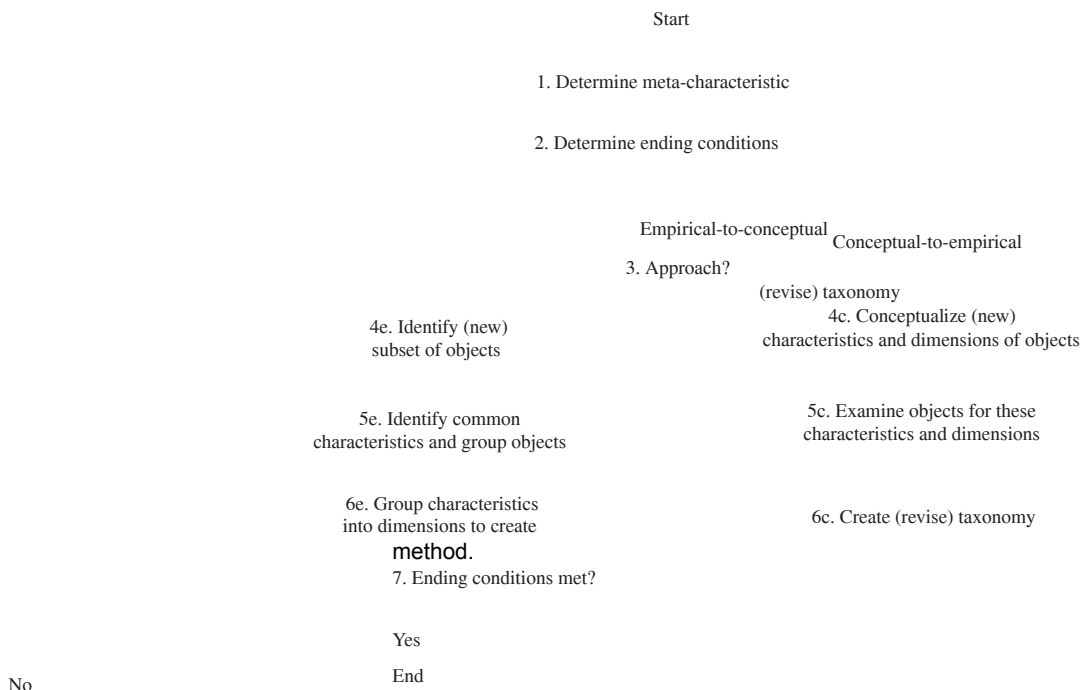 Start
1. Determine meta-characteristic
2. Determine ending conditions
Empirical-to-conceptual
Conceptual-to-empirical
3. Approach?
(revise) taxonomy
4c. Conceptualize (new)
characteristics and dimensions of objects
4e. Identify (new)
subset of objects
5c. Examine objects for these
characteristics and dimensions
5e. Identify common
characteristics and group objects
6e. Group characteristics
into dimensions to create
6c. Create (revise) taxonomy
method.
7. Ending conditions met?
Yes
End
No